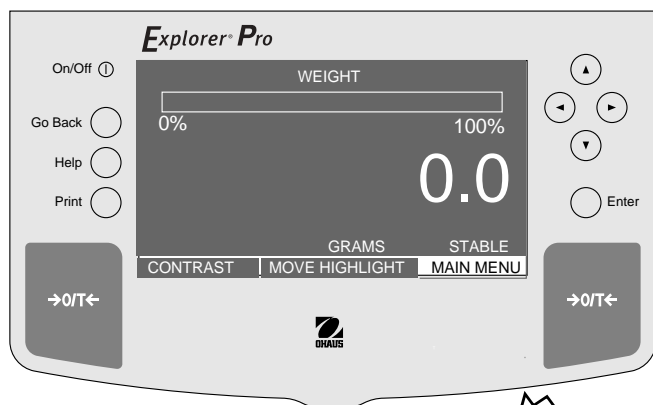 Explorer® Pro
On/Off
WEIGHT
Go Back
0% 100%
Help
0.0
Print
Enter
GRAMS STABLE
CONTRAST MOVE HIGHLIGHT MAIN MENU
→0/T← →0/T←
OHAUS